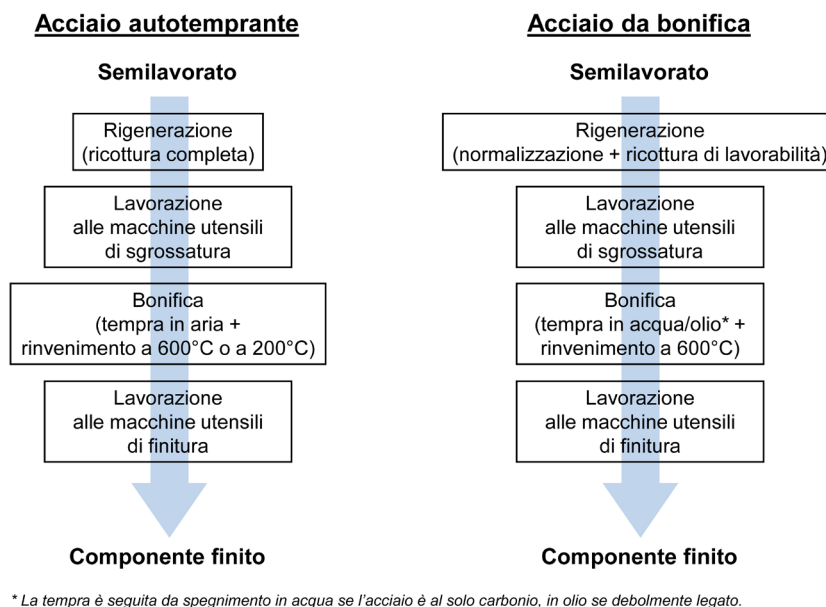 Acciaio autotemprante
Semilavorato
Rigenerazione
(ricottura completa)
Lavorazione
alle macchine utensili
di sgrossatura
Bonifica
(tempra in aria +
rinvenimento a 600°C o a 200°C)
Lavorazione
alle macchine utensili
di finitura
Componente finito
Acciaio da bonifica
Semilavorato
Rigenerazione
(normalizzazione + ricottura di lavorabilità)
Lavorazione
alle macchine utensili
di sgrossatura
Bonifica
(tempra in acqua/olio* +
rinvenimento a 600°C)
Lavorazione
alle macchine utensili
di finitura
Componente finito
* La tempra è seguita da spegnimento in acqua se l'acciaio è al solo carbonio, in olio se debolmente legato.